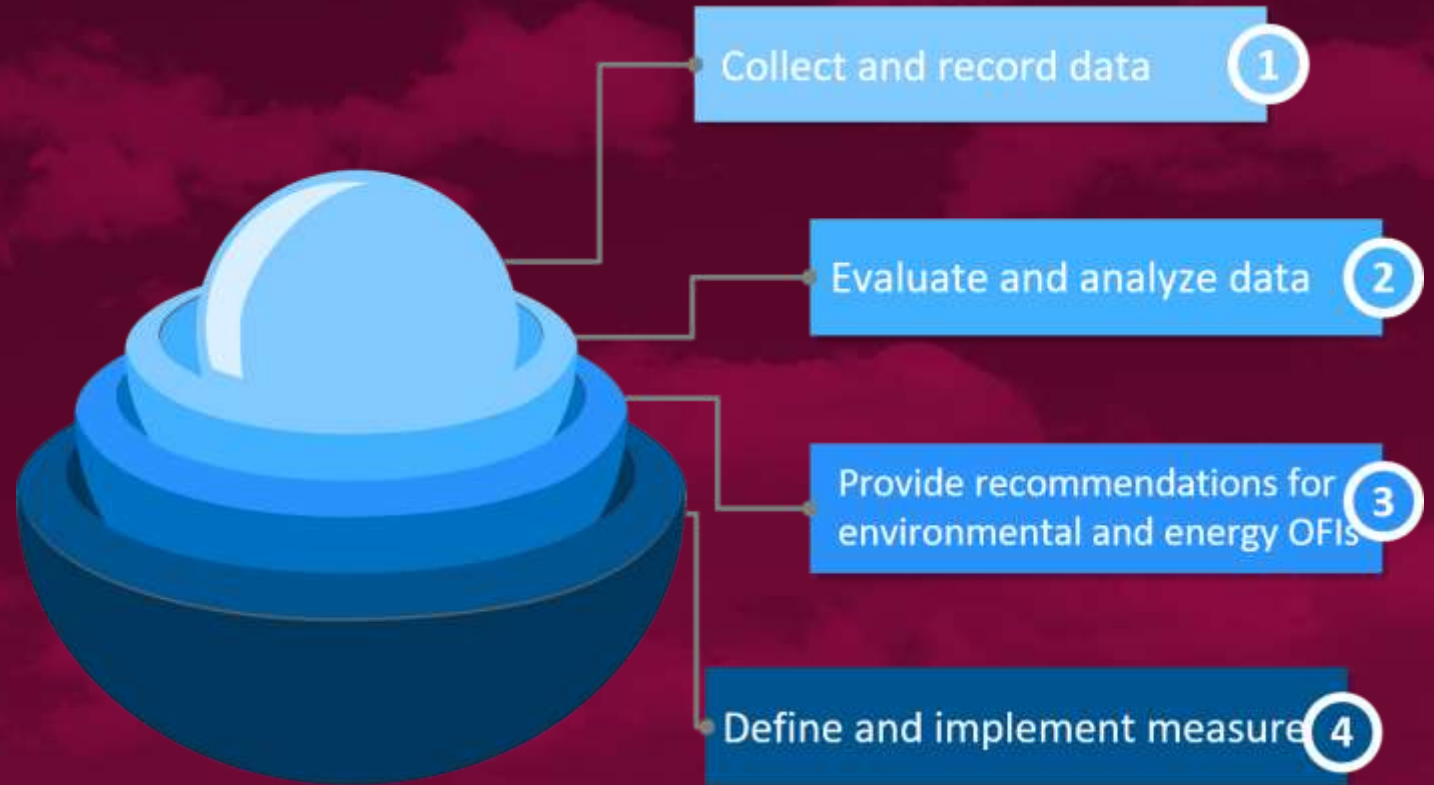 Collect and record data 1
Evaluate and analyze data 2
Provide recommendations for
environmental and energy OFIs 3
Define and implement measure 4